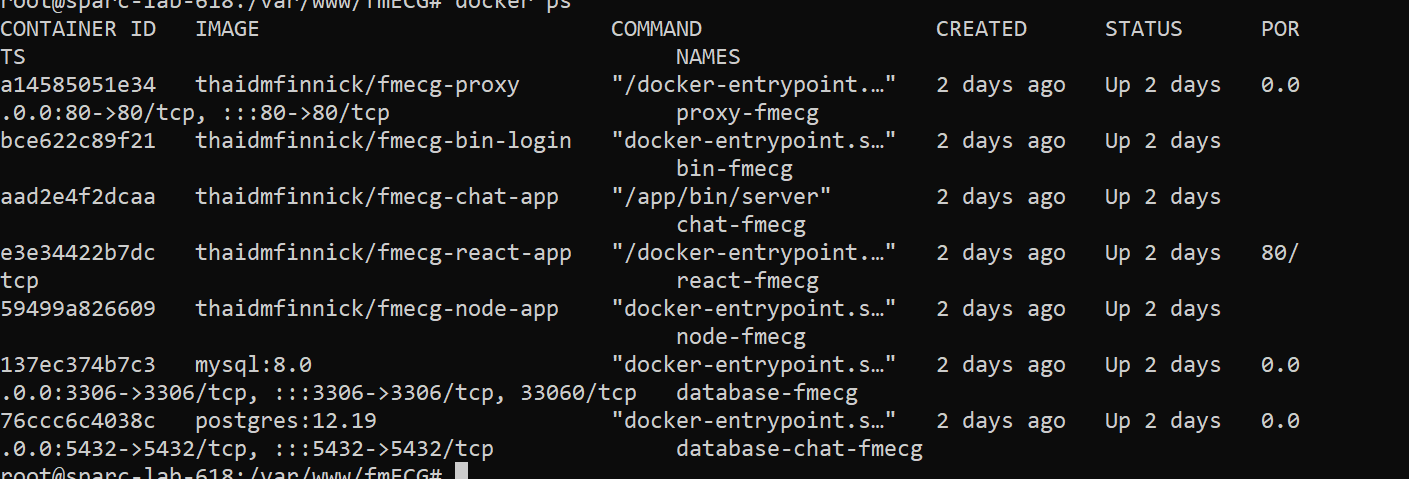 root@sparc-lab-618:/var/www/fmECG# docker ps
CONTAINER ID   IMAGE                           COMMAND                  CREATED      STATUS      POR
TS                                                  NAMES
a14585051e34   thaidmfinnick/fmecg-proxy       "/docker-entrypoint.…"   2 days ago   Up 2 days   0.0
.0.0:80->80/tcp, :::80->80/tcp                      proxy-fmecg
bce622c89f21   thaidmfinnick/fmecg-bin-login   "docker-entrypoint.s…"   2 days ago   Up 2 days
                                                    bin-fmecg
aad2e4f2dcaa   thaidmfinnick/fmecg-chat-app    "/app/bin/server"        2 days ago   Up 2 days
                                                    chat-fmecg
e3e34422b7dc   thaidmfinnick/fmecg-react-app   "/docker-entrypoint.…"   2 days ago   Up 2 days   80/
tcp                                                 react-fmecg
59499a826609   thaidmfinnick/fmecg-node-app    "docker-entrypoint.s…"   2 days ago   Up 2 days
                                                    node-fmecg
137ec374b7c3   mysql:8.0                       "docker-entrypoint.s…"   2 days ago   Up 2 days   0.0
.0.0:3306->3306/tcp, :::3306->3306/tcp, 33060/tcp   database-fmecg
76ccc6c4038c   postgres:12.19                  "docker-entrypoint.s…"   2 days ago   Up 2 days   0.0
.0.0:5432->5432/tcp, :::5432->5432/tcp              database-chat-fmecg
root@sparc-lab-618:/var/www/fmECG#